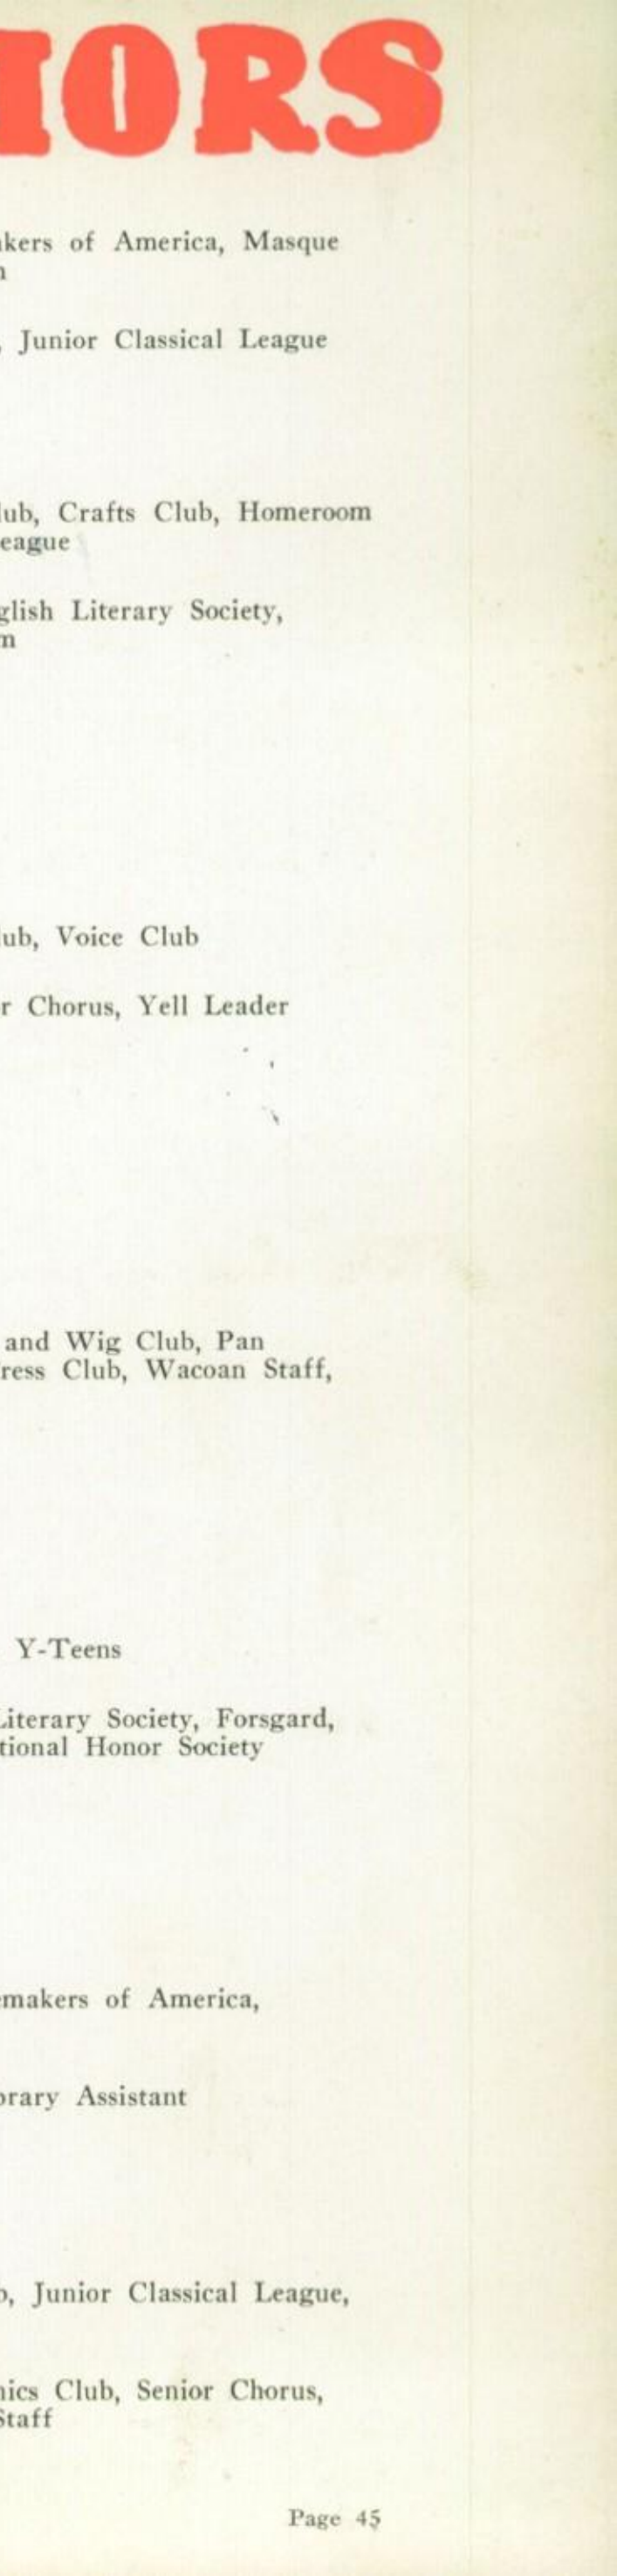 IORS
kers of America, Masque
n
, Junior Classical League
lub, Crafts Club, Homeroom
eague
glish Literary Society,
m
lub, Voice Club
r Chorus, Yell Leader
and Wig Club, Pan
ress Club, Wacoan Staff,
Y-Teens
Literary Society, Forsgard,
tional Honor Society
makers of America,
brary Assistant
b, Junior Classical League,
nics Club, Senior Chorus,
Staff
Page 45